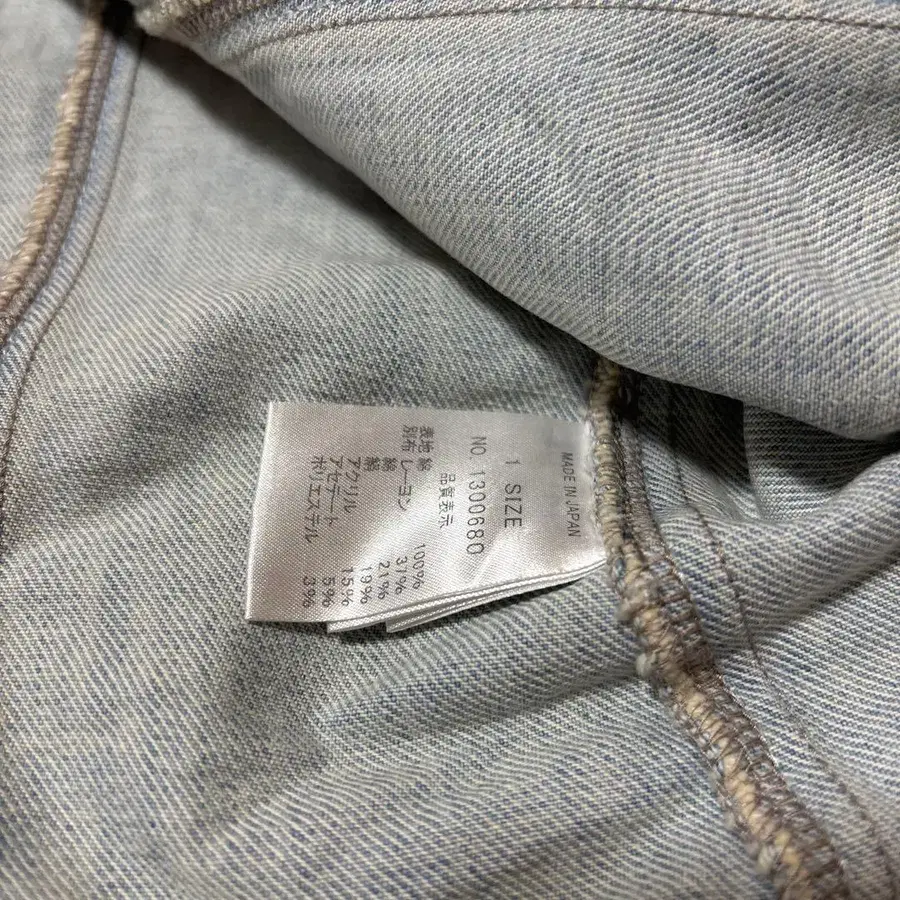 MADE IN JAPAN
1 SIZE
NO. 1300680
品質表示
表地 綿 100%
別布 レーヨン 37%
綿 21%
19%
アクリル 15%
アセテート 5%
ポリエステル 3%